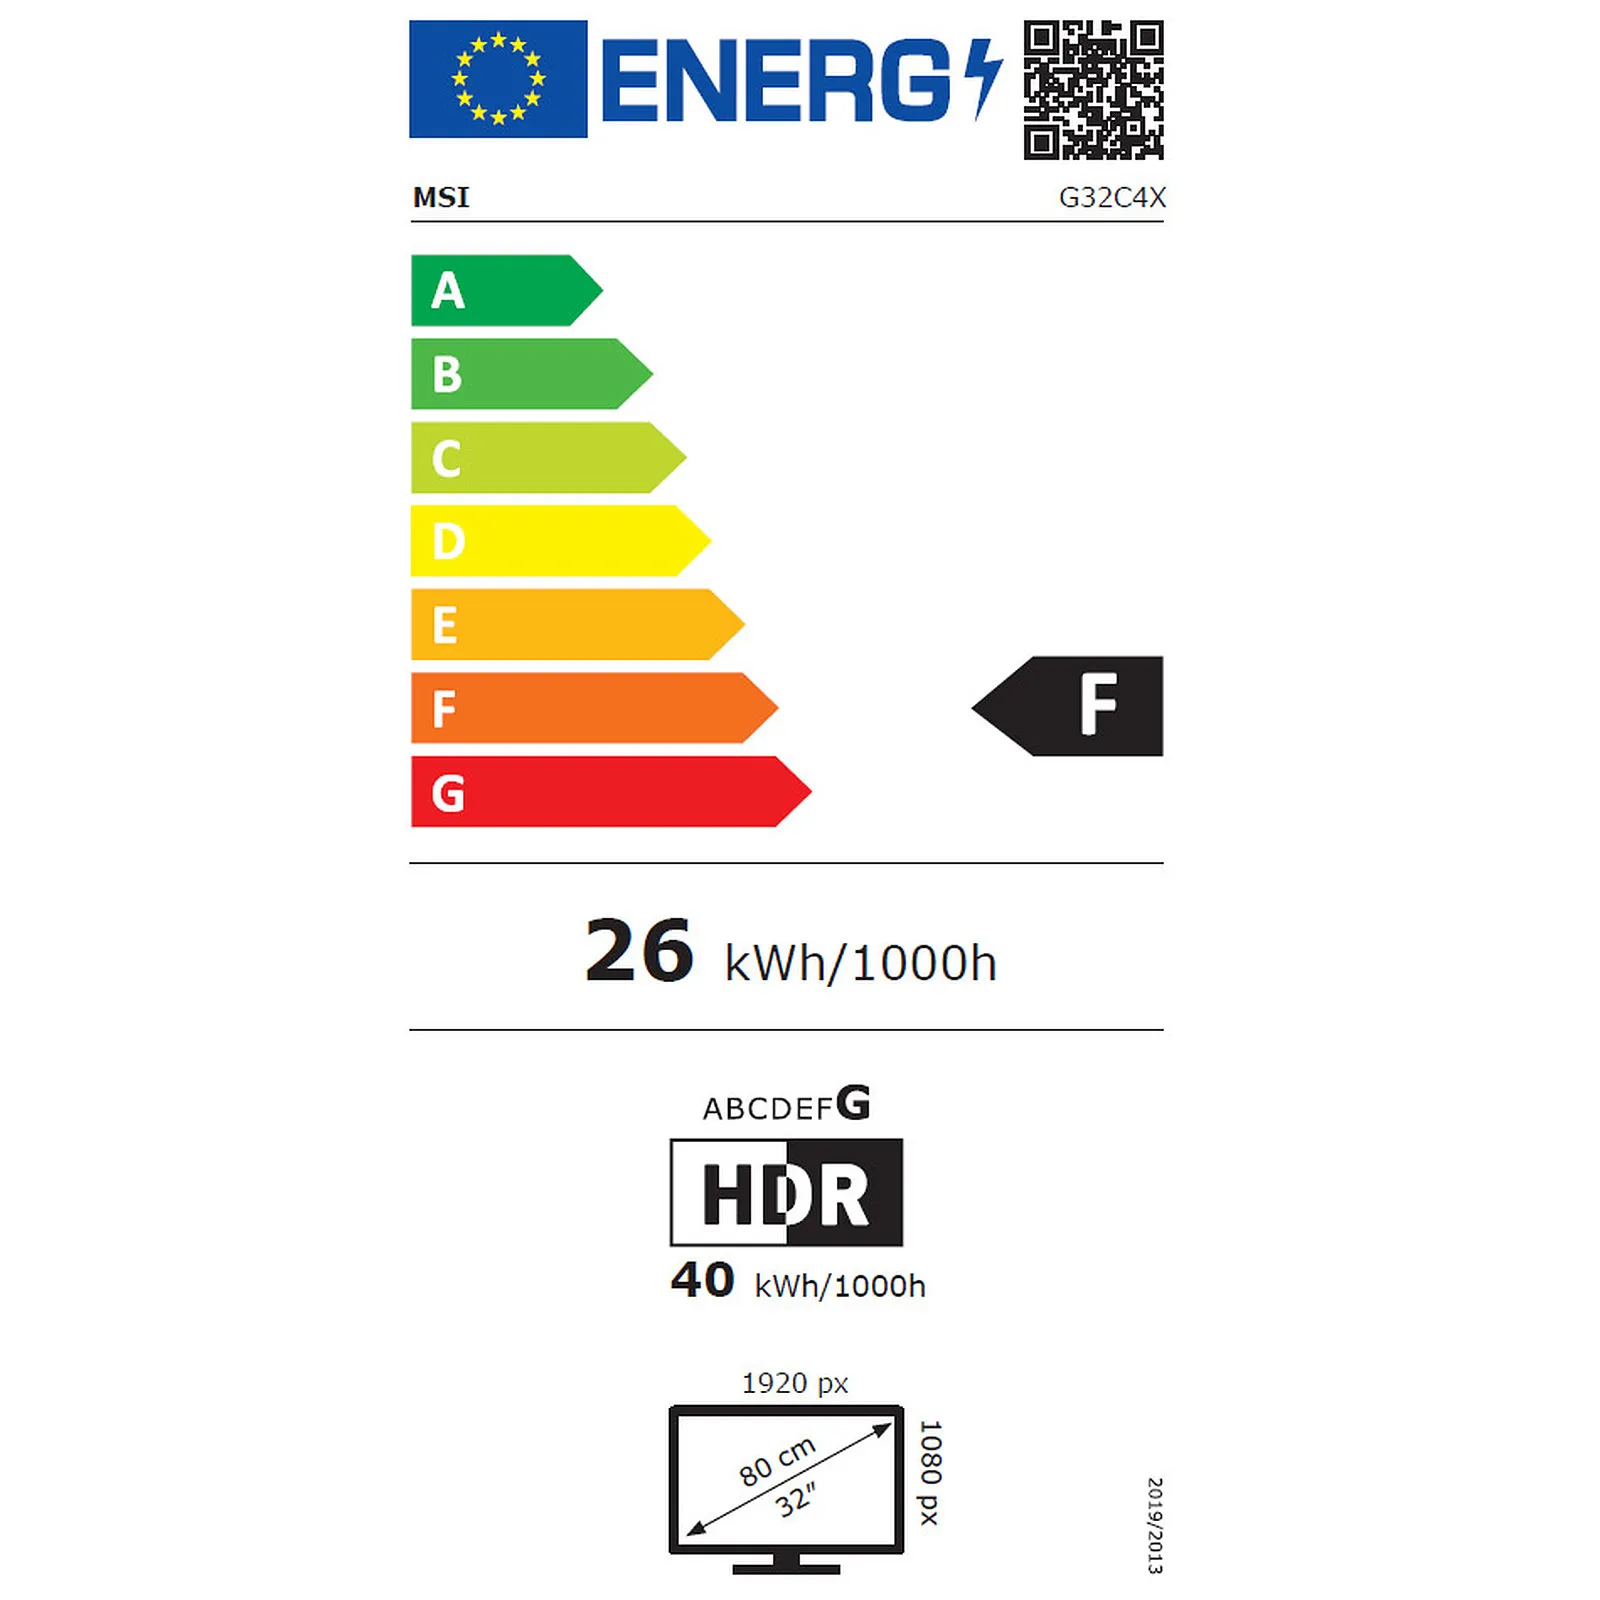 ENERG
MSI
G32C4X
A
B
C
D
E
F
F
G
26 kWh/1000h
ABCDEFG
HDR
40 kWh/1000h
1920 px
1080 px
80 cm
32"
2019/2013